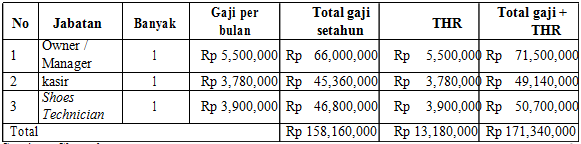 No Jabatan Banyak Gaji per bulan Total gaji setahun THR Total gaji + THR
1 Owner / Manager 1 Rp 5,500,000 Rp 66,000,000 Rp 5,500,000 Rp 71,500,000
2 kasir 1 Rp 3,780,000 Rp 45,360,000 Rp 3,780,000 Rp 49,140,000
3 Shoes Technician 1 Rp 3,900,000 Rp 46,800,000 Rp 3,900,000 Rp 50,700,000
Total Rp 158,160,000 Rp 13,180,000 Rp 171,340,000